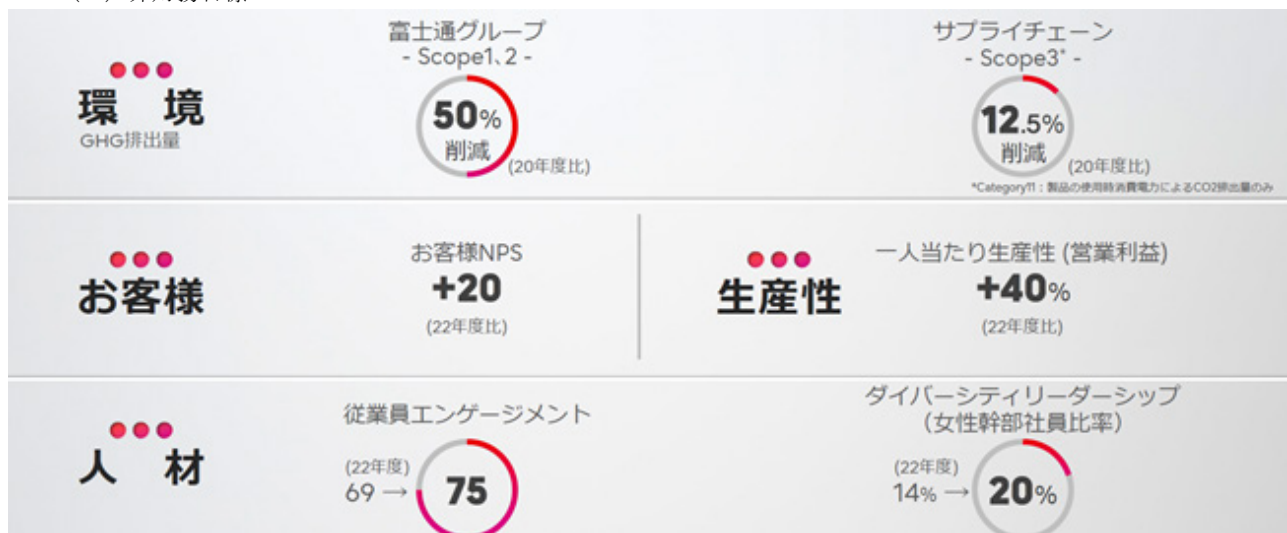 環 境
GHG排出量
富士通グループ
- Scope1、2 -
50%
削減
(20年度比)
サプライチェーン
- Scope3* -
12.5%
削減
(20年度比)
*Category11：製品の使用時消費電力によるCO2排出量のみ
お客様
お客様NPS
+20
(22年度比)
生産性
一人当たり生産性 (営業利益)
+40%
(22年度比)
人 材
従業員エンゲージメント
(22年度)
69 →
75
ダイバーシティリーダーシップ
（女性幹部社員比率）
(22年度)
14% →
20%